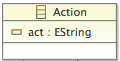 Action
act : EString